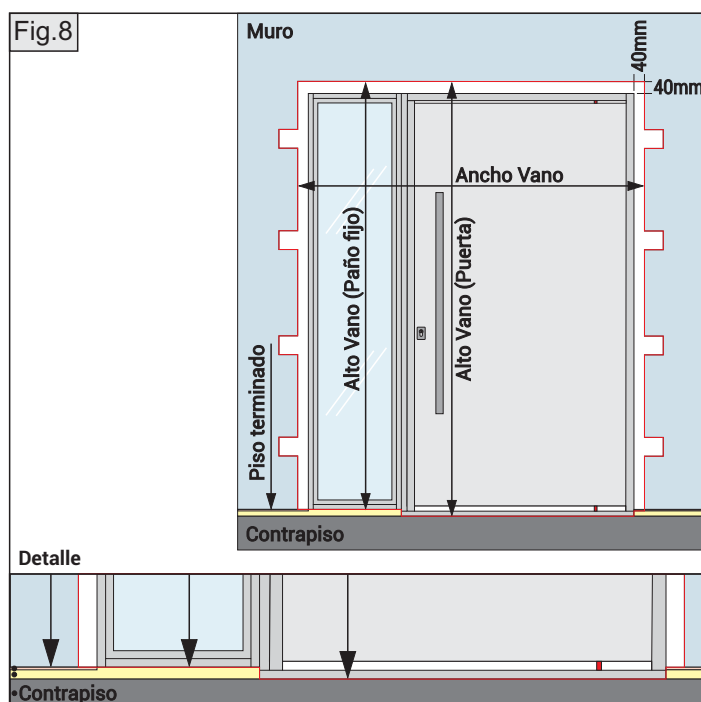 Fig.8
Muro
40mm
40mm
Ancho Vano
Alto Vano (Paño fijo)
Alto Vano (Puerta)
Piso terminado
Contrapiso
Detalle
•Contrapiso